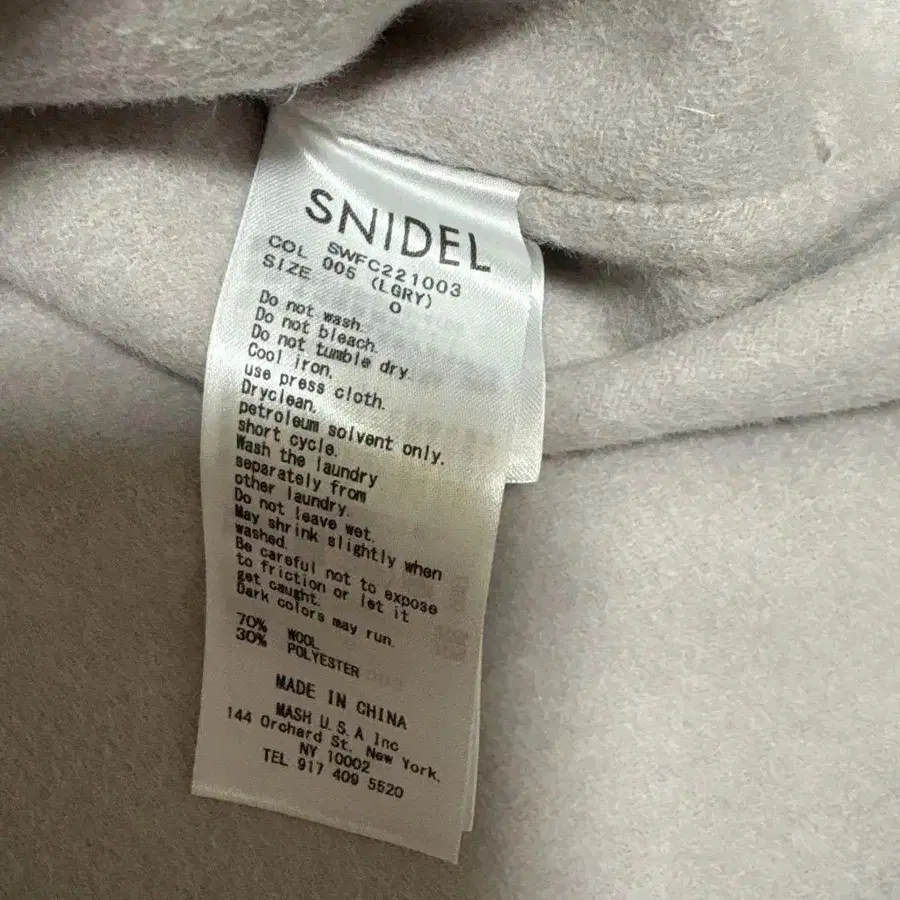 SNIDEL
SWFC221003
COL 005 (LGRY)
SIZE 0
Do not wash.
Do not bleach.
Do not tumble dry.
Cool iron.
use press cloth.
Dryclean.
petroleum solvent only.
short cycle.
Wash the laundry
separately from
other laundry.
Do not leave wet.
May shrink slightly when
washed.
Be careful not to expose
to friction or let it
get caught.
Dark colors may run.
70% WOOL
30% POLYESTER
MADE IN CHINA
MASH U.S.A Inc
144 Orchard St. New York.
NY 10002
TEL 917 409 5520